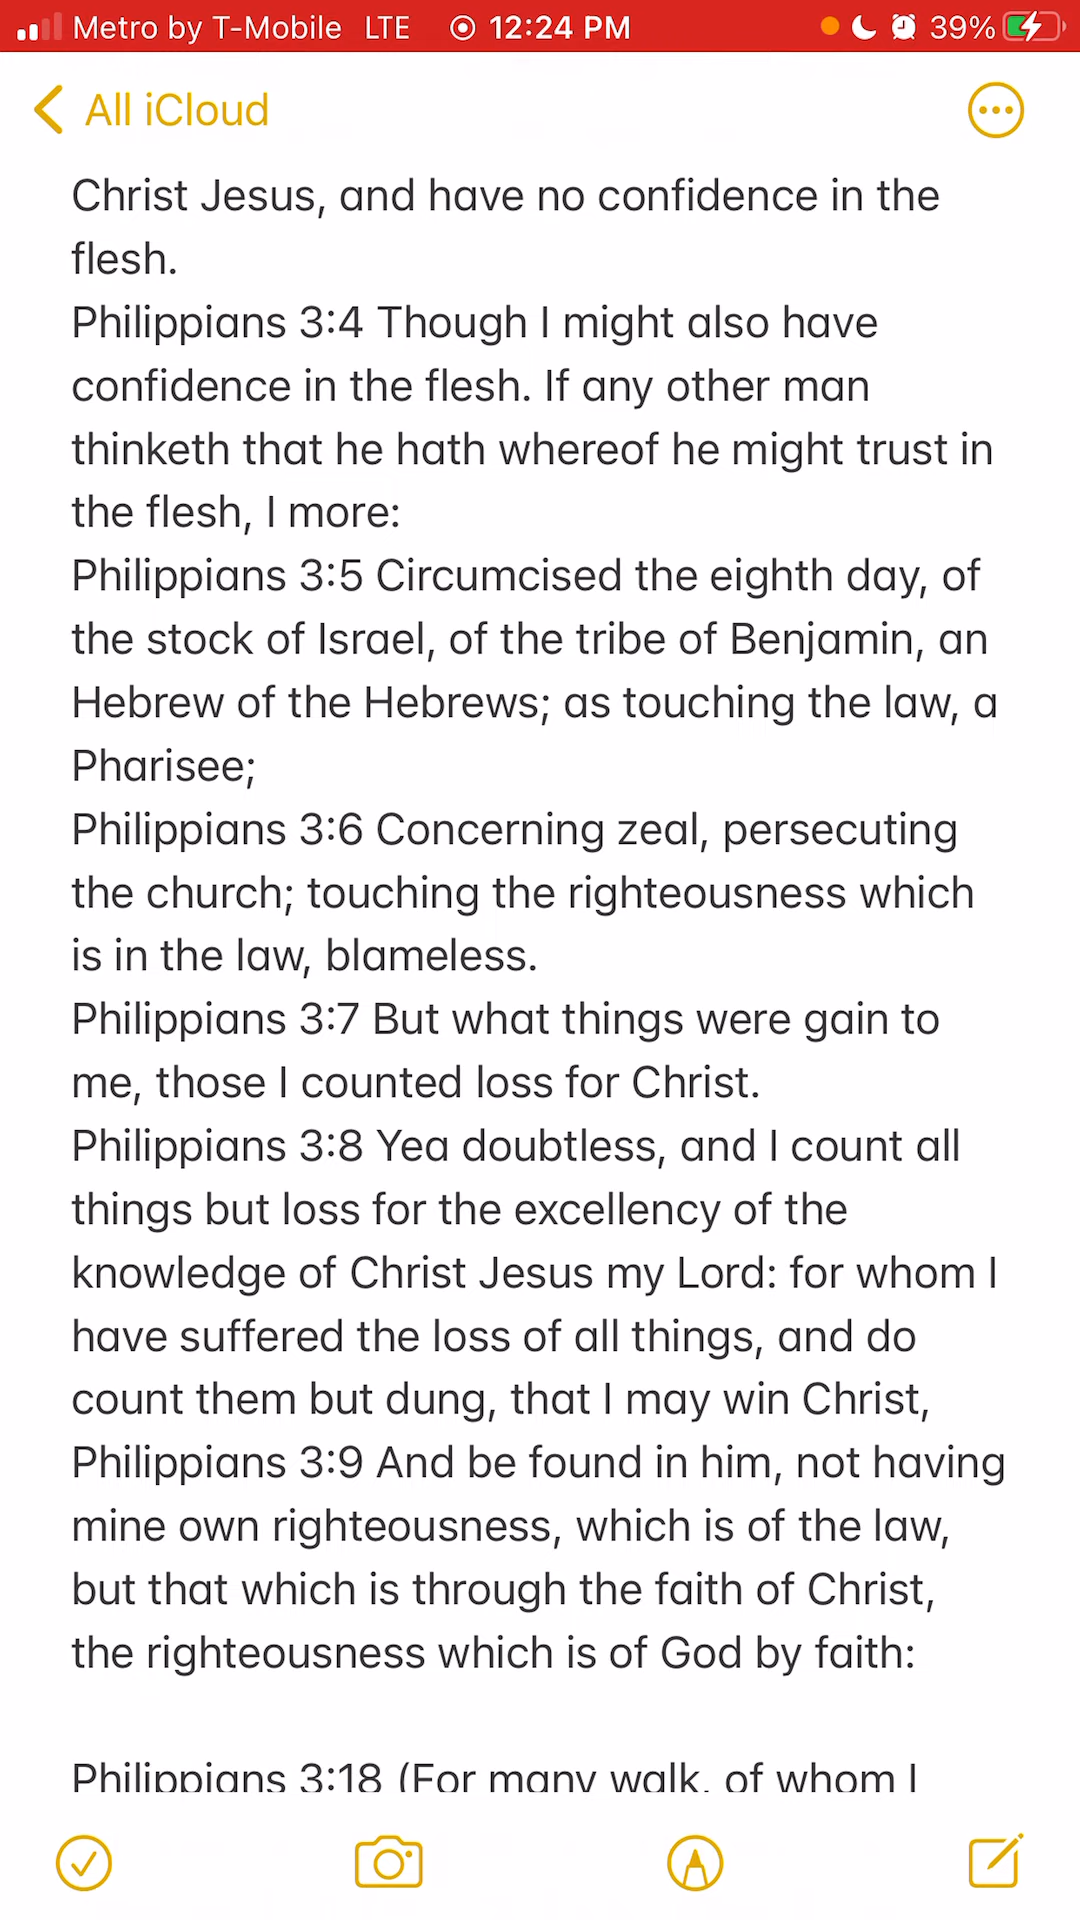 Metro by T-Mobile LTE 12:24 PM 39%
All iCloud
Christ Jesus, and have no confidence in the
flesh.
Philippians 3:4 Though I might also have
confidence in the flesh. If any other man
thinketh that he hath whereof he might trust in
the flesh, I more:
Philippians 3:5 Circumcised the eighth day, of
the stock of Israel, of the tribe of Benjamin, an
Hebrew of the Hebrews; as touching the law, a
Pharisee;
Philippians 3:6 Concerning zeal, persecuting
the church; touching the righteousness which
is in the law, blameless.
Philippians 3:7 But what things were gain to
me, those I counted loss for Christ.
Philippians 3:8 Yea doubtless, and I count all
things but loss for the excellency of the
knowledge of Christ Jesus my Lord: for whom I
have suffered the loss of all things, and do
count them but dung, that I may win Christ,
Philippians 3:9 And be found in him, not having
mine own righteousness, which is of the law,
but that which is through the faith of Christ,
the righteousness which is of God by faith:
Philippians 3:18 (For many walk, of whom I